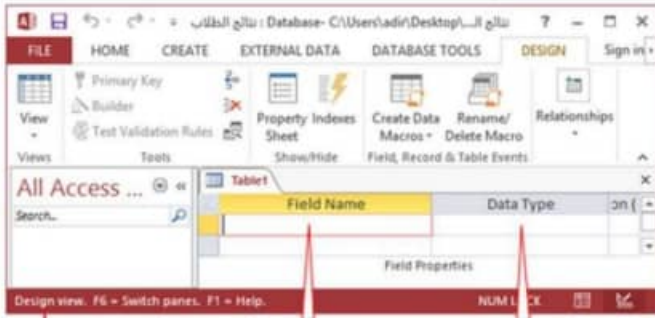 نتائج الطلاب : Database- C:\Users\adir\Desktop\...نتائج الـ ?
FILE HOME CREATE EXTERNAL DATA DATABASE TOOLS DESIGN Sign in
View
Primary Key
Builder
Test Validation Rules
Property Sheet Indexes
Create Data Macros
Rename/ Delete Macro
Relationships
Views Tools Show/Hide Field, Record & Table Events
All Access ... «
Table1
Search...
Field Name Data Type on (
Field Properties
Design view. F6 = Switch panes. F1 = Help. NUM L CK